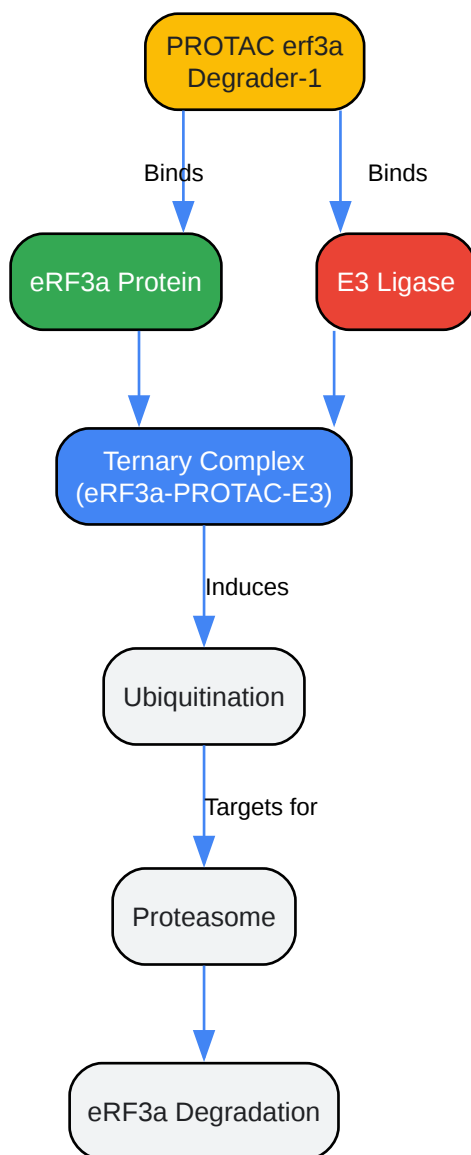 PROTAC erf3a
Degrader-1
Binds
Binds
eRF3a Protein
E3 Ligase
Ternary Complex
(eRF3a-PROTAC-E3)
Induces
Ubiquitination
Targets for
Proteasome
eRF3a Degradation